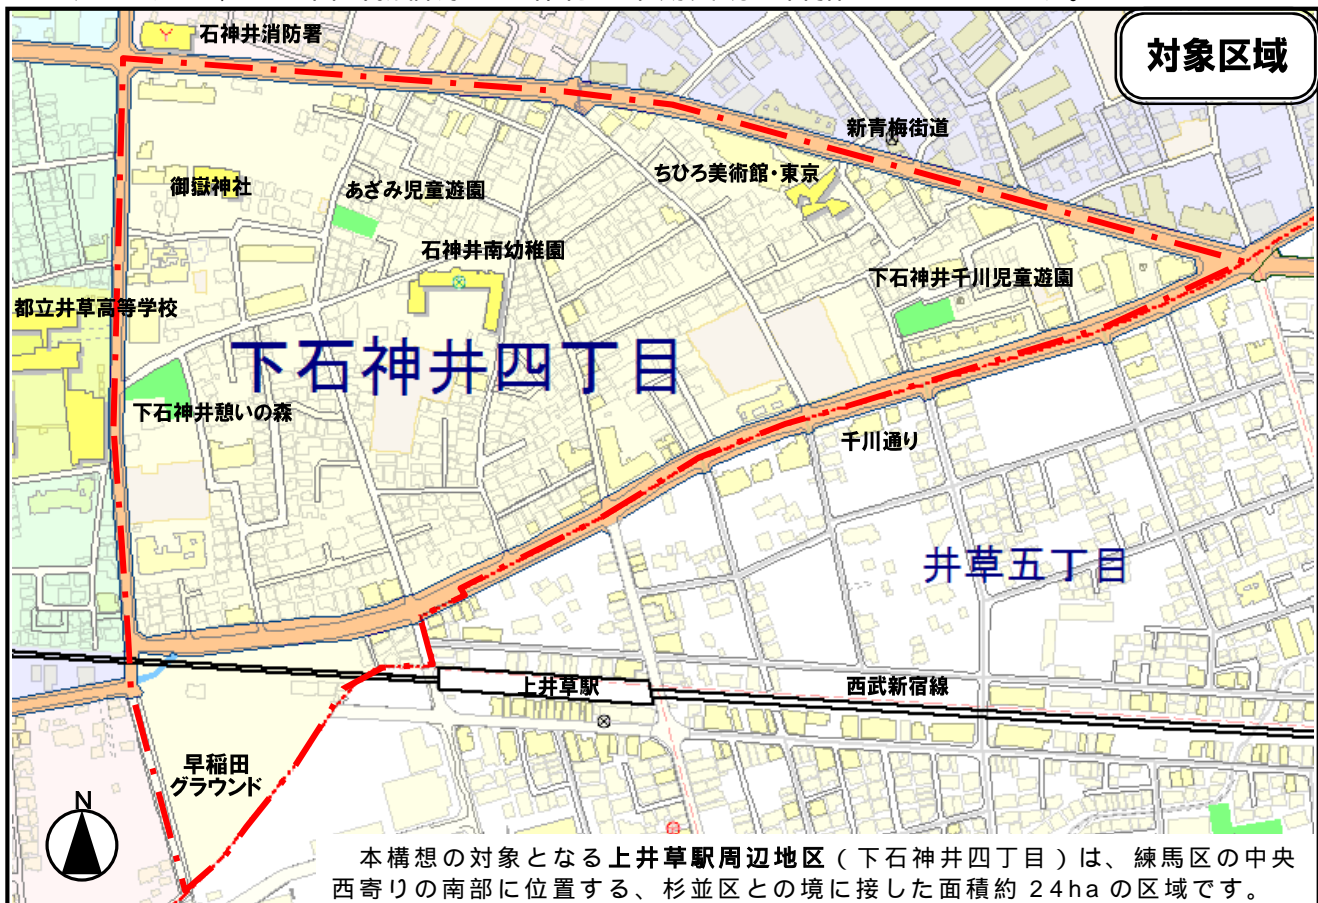 対象区域
石神井消防署
新青梅街道
ちひろ美術館・東京
御嶽神社
あざみ児童遊園
石神井南幼稚園
下石神井千川児童遊園
都立井草高等学校
下石神井四丁目
下石神井憩いの森
千川通り
井草五丁目
上井草駅
西武新宿線
早稲田
グラウンド
N
本構想の対象となる上井草駅周辺地区（下石神井四丁目）は、練馬区の中央
西寄りの南部に位置する、杉並区との境に接した面積約 24ha の区域です。